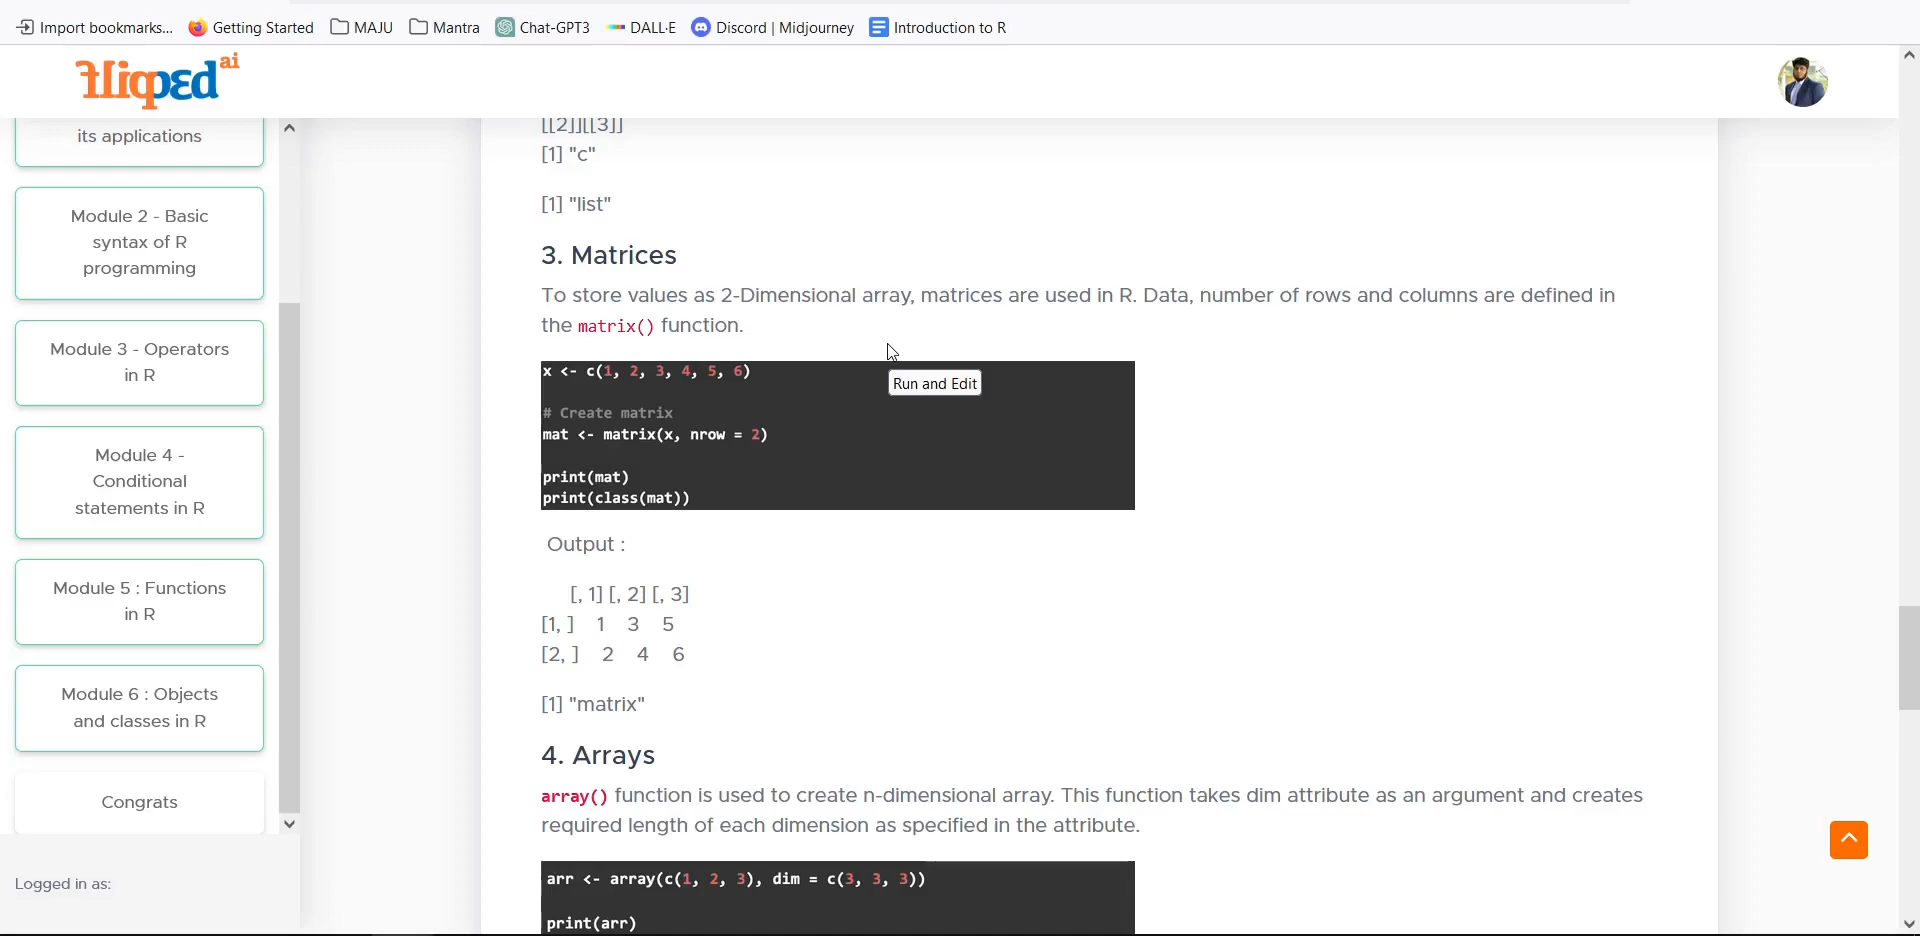 Import bookmarks... Getting Started MAJU Mantra Chat-GPT3 DALL·E Discord | Midjourney Introduction to R
fliqped ai
its applications
Module 2 - Basic
syntax of R
programming
Module 3 - Operators
in R
Module 4 -
Conditional
statements in R
Module 5 : Functions
in R
Module 6 : Objects
and classes in R
Congrats
Logged in as:
[[2]][[3]]
[1] "c"
[1] "list"
3. Matrices
To store values as 2-Dimensional array, matrices are used in R. Data, number of rows and columns are defined in
the matrix() function.
x <- c(1, 2, 3, 4, 5, 6)
Run and Edit
# Create matrix
mat <- matrix(x, nrow = 2)
print(mat)
print(class(mat))
Output :
[, 1] [, 2] [, 3]
[1, ] 1 3 5
[2, ] 2 4 6
[1] "matrix"
4. Arrays
array() function is used to create n-dimensional array. This function takes dim attribute as an argument and creates
required length of each dimension as specified in the attribute.
arr <- array(c(1, 2, 3), dim = c(3, 3, 3))
print(arr)